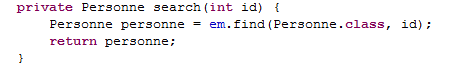 private Personne search(int id) {
    Personne personne = em.find(Personne.class, id);
    return personne;
}